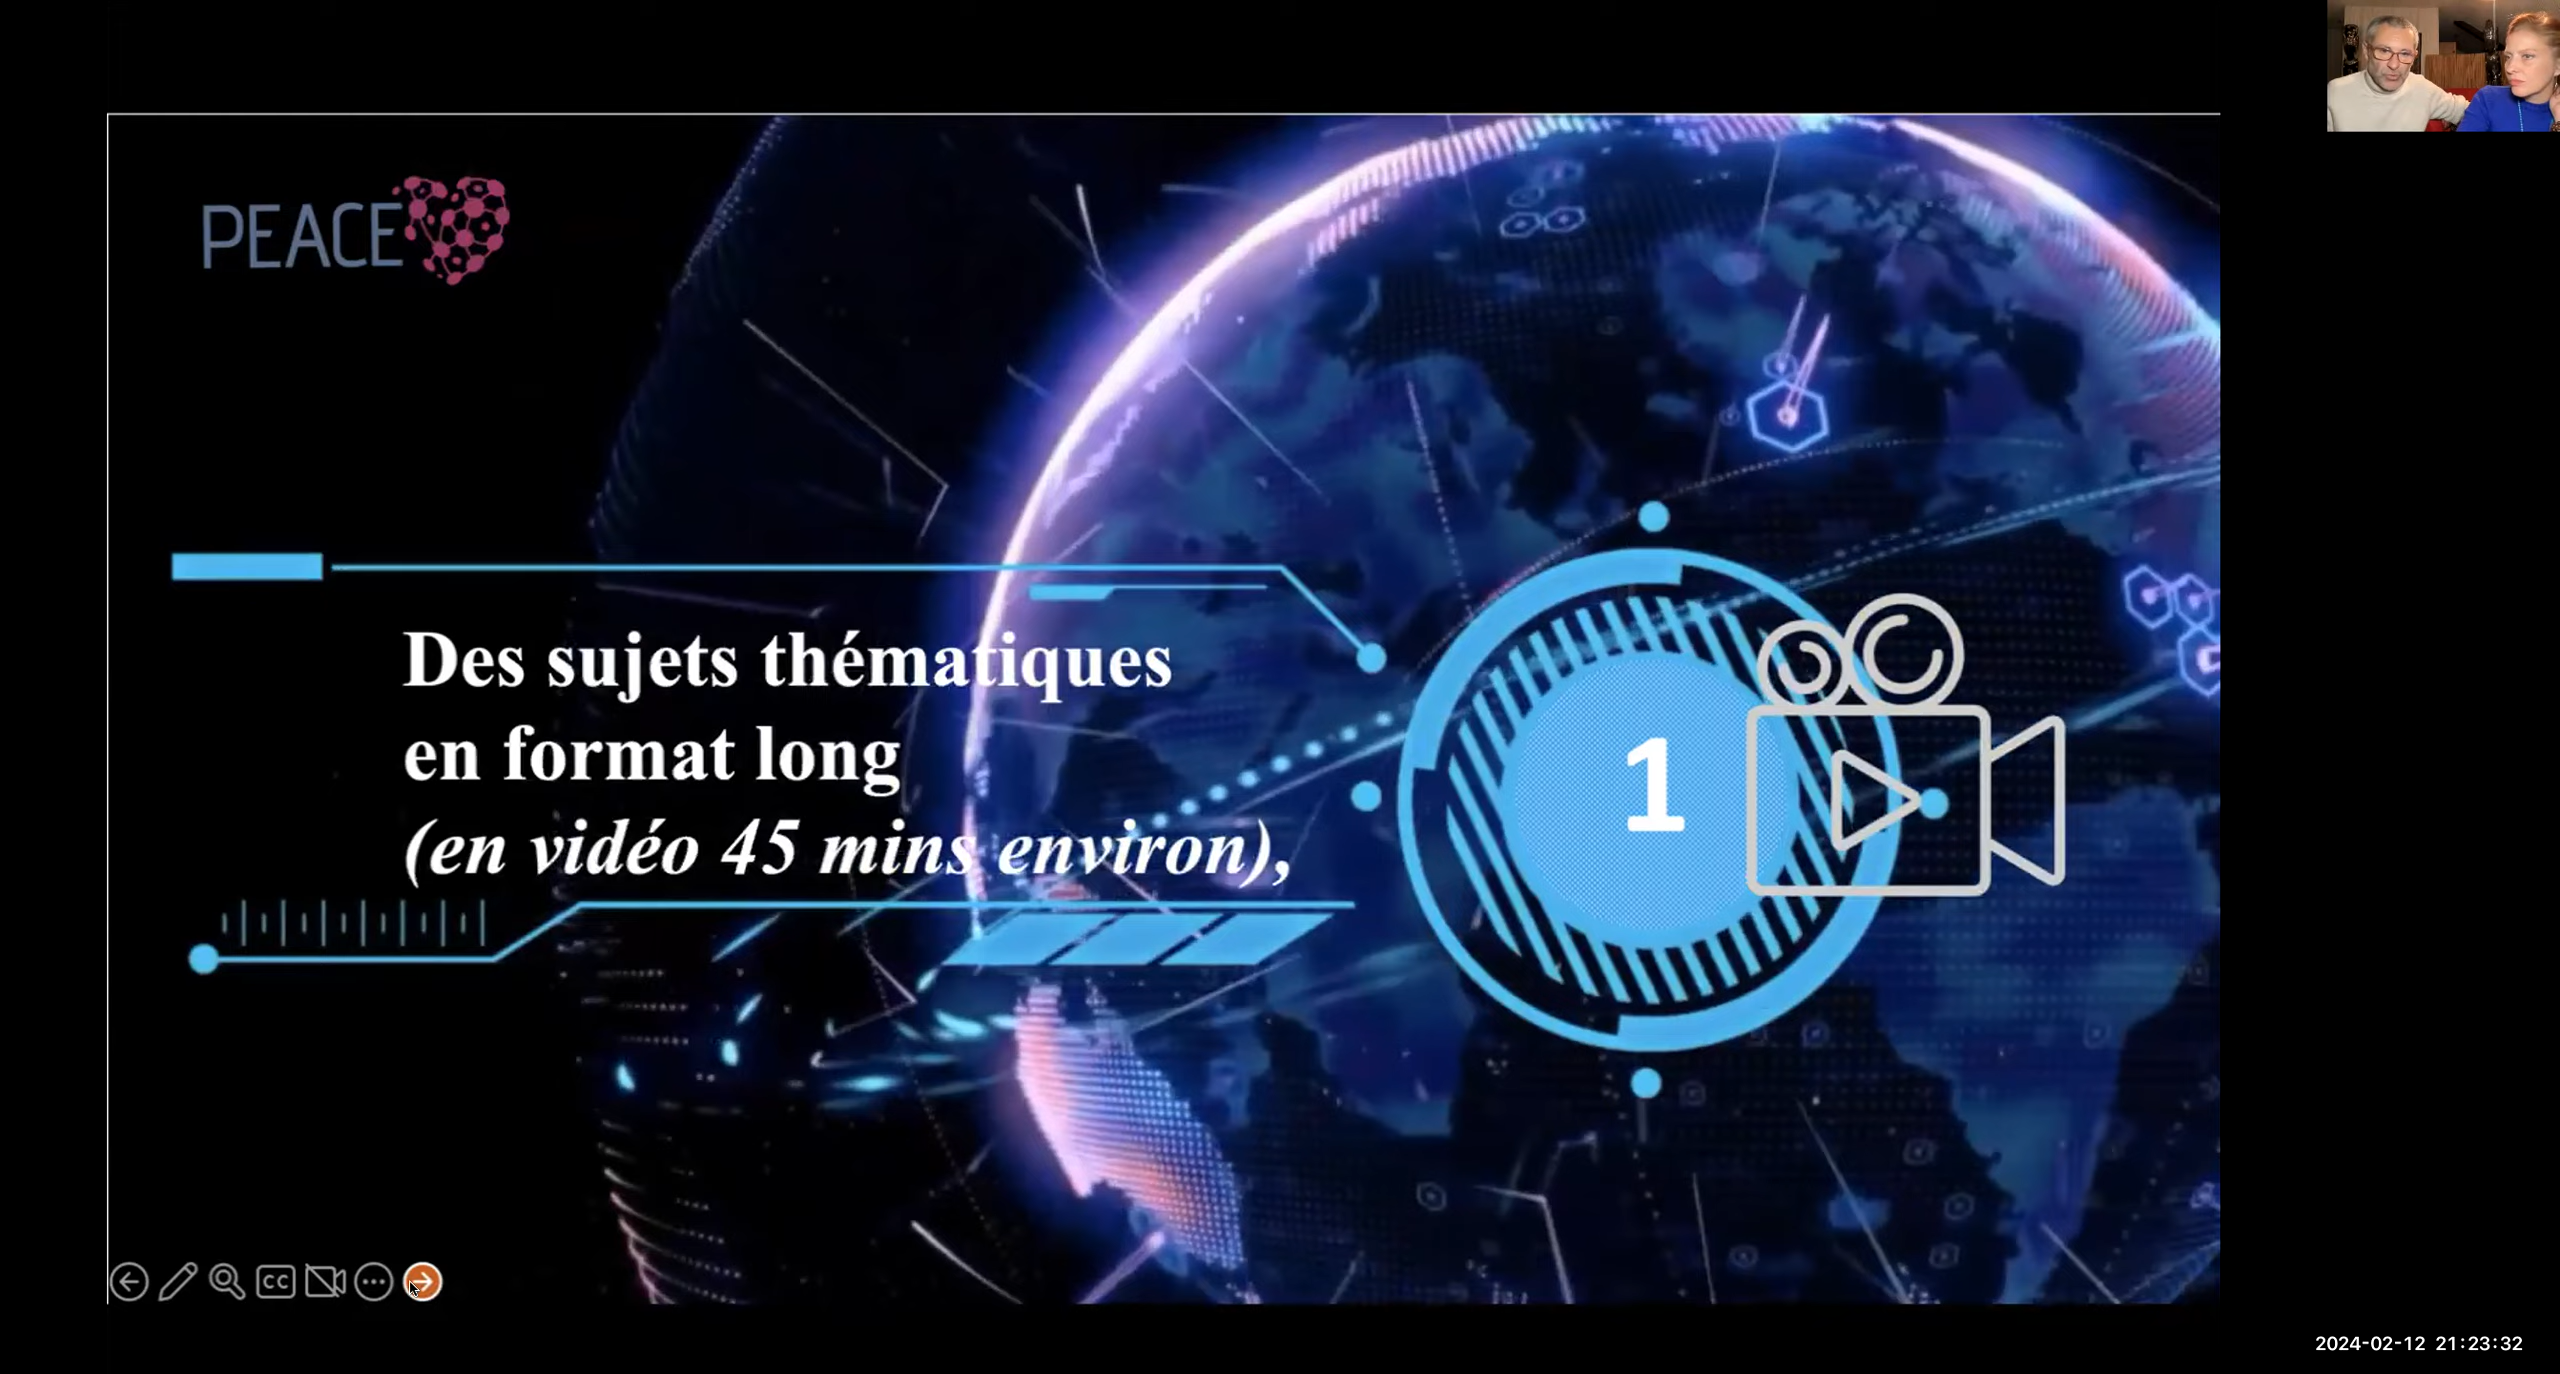 PEACE
Des sujets thématiques
en format long
(en vidéo 45 mins environ),
1
CC
2024-02-12 21:23:32